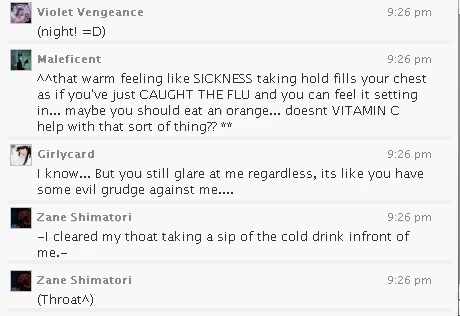 Violet Vengeance 9:26 pm
(night! =D)
Maleficent 9:26 pm
^^that warm feeling like SICKNESS taking hold fills your chest
as if you've just CAUGHT THE FLU and you can feel it setting
in... maybe you should eat an orange... doesnt VITAMIN C
help with that sort of thing?? **
Girlycard 9:26 pm
I know... But you still glare at me regardless, its like you have
some evil grudge against me....
Zane Shimatori 9:26 pm
-I cleared my thoat taking a sip of the cold drink infront of
me.-
Zane Shimatori 9:26 pm
(Throat^)